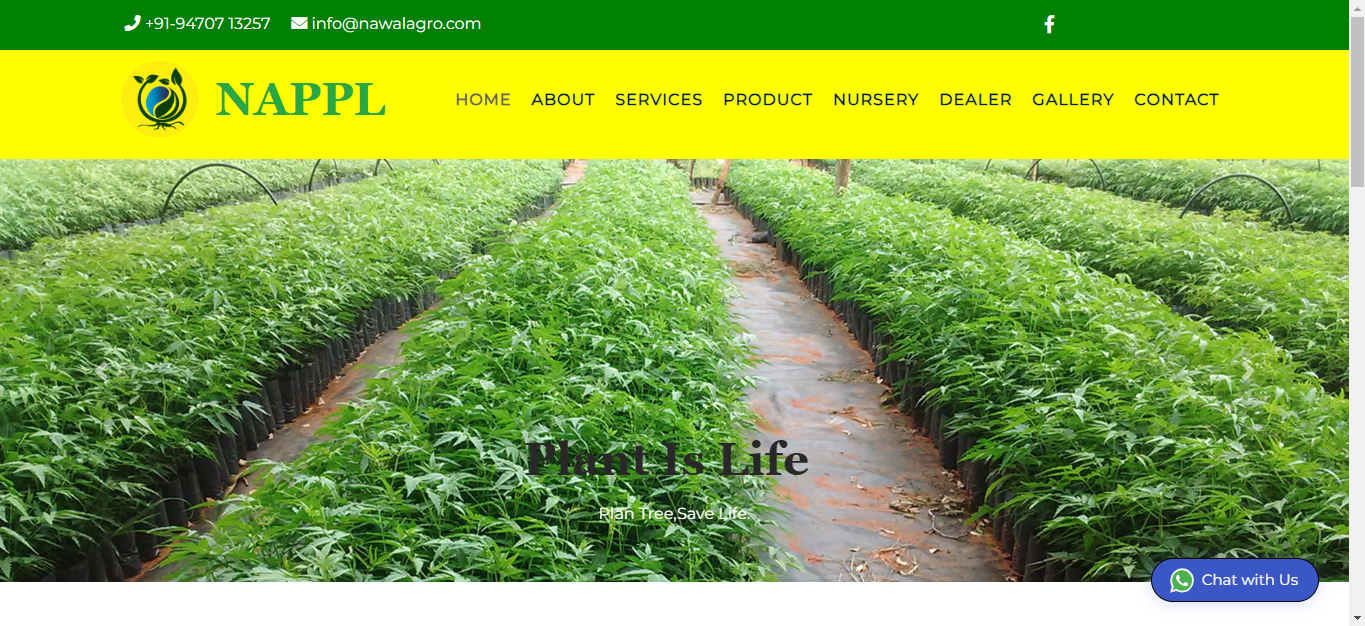 +91-94707 13257 info@nawalagro.com
NAPPL HOME ABOUT SERVICES PRODUCT NURSERY DEALER GALLERY CONTACT
Plant Is Life
Plan Tree,Save Life.
Chat with Us